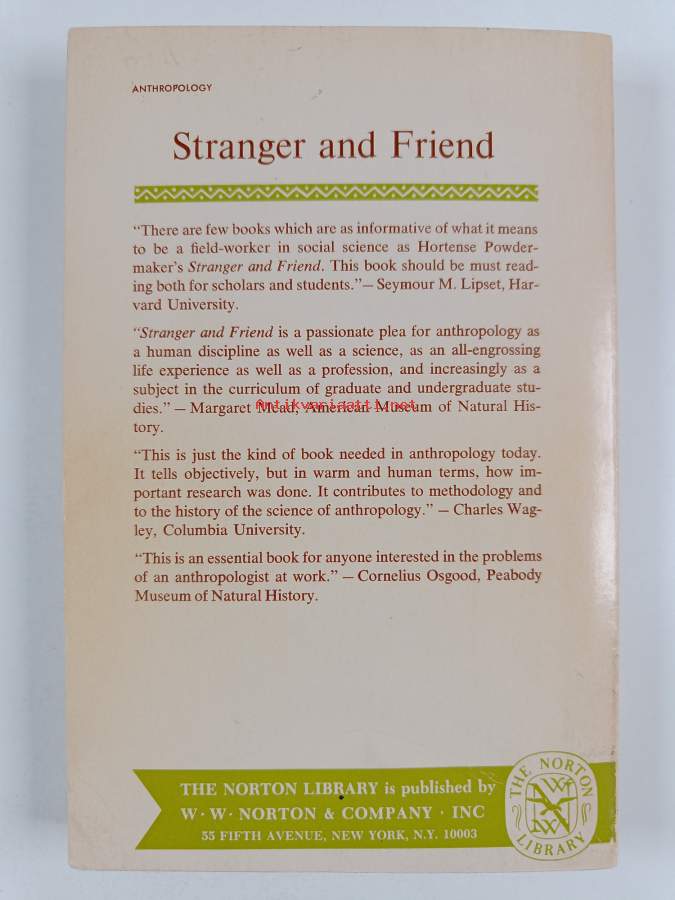 ANTHROPOLOGY
Stranger and Friend
“There are few books which are as informative of what it means
to be a field-worker in social science as Hortense Powder-
maker’s Stranger and Friend. This book should be must read-
ing both for scholars and students.”— Seymour M. Lipset, Har-
vard University.
“Stranger and Friend is a passionate plea for anthropology as
a human discipline as well as a science, as an all-engrossing
life experience as well as a profession, and increasingly as a
subject in the curriculum of graduate and undergraduate stu-
dies.” — Margaret Mead, American Museum of Natural His-
Antikvariaatti.net
tory.
“This is just the kind of book needed in anthropology today.
It tells objectively, but in warm and human terms, how im-
portant research was done. It contributes to methodology and
to the history of the science of anthropology.” — Charles Wag-
ley, Columbia University.
“This is an essential book for anyone interested in the problems
of an anthropologist at work.” — Cornelius Osgood, Peabody
Museum of Natural History.
THE NORTON LIBRARY is published by
W · W · NORTON & COMPANY · INC
55 FIFTH AVENUE, NEW YORK, N.Y. 10003
THE NORTON
WW
NW
LIBRARY